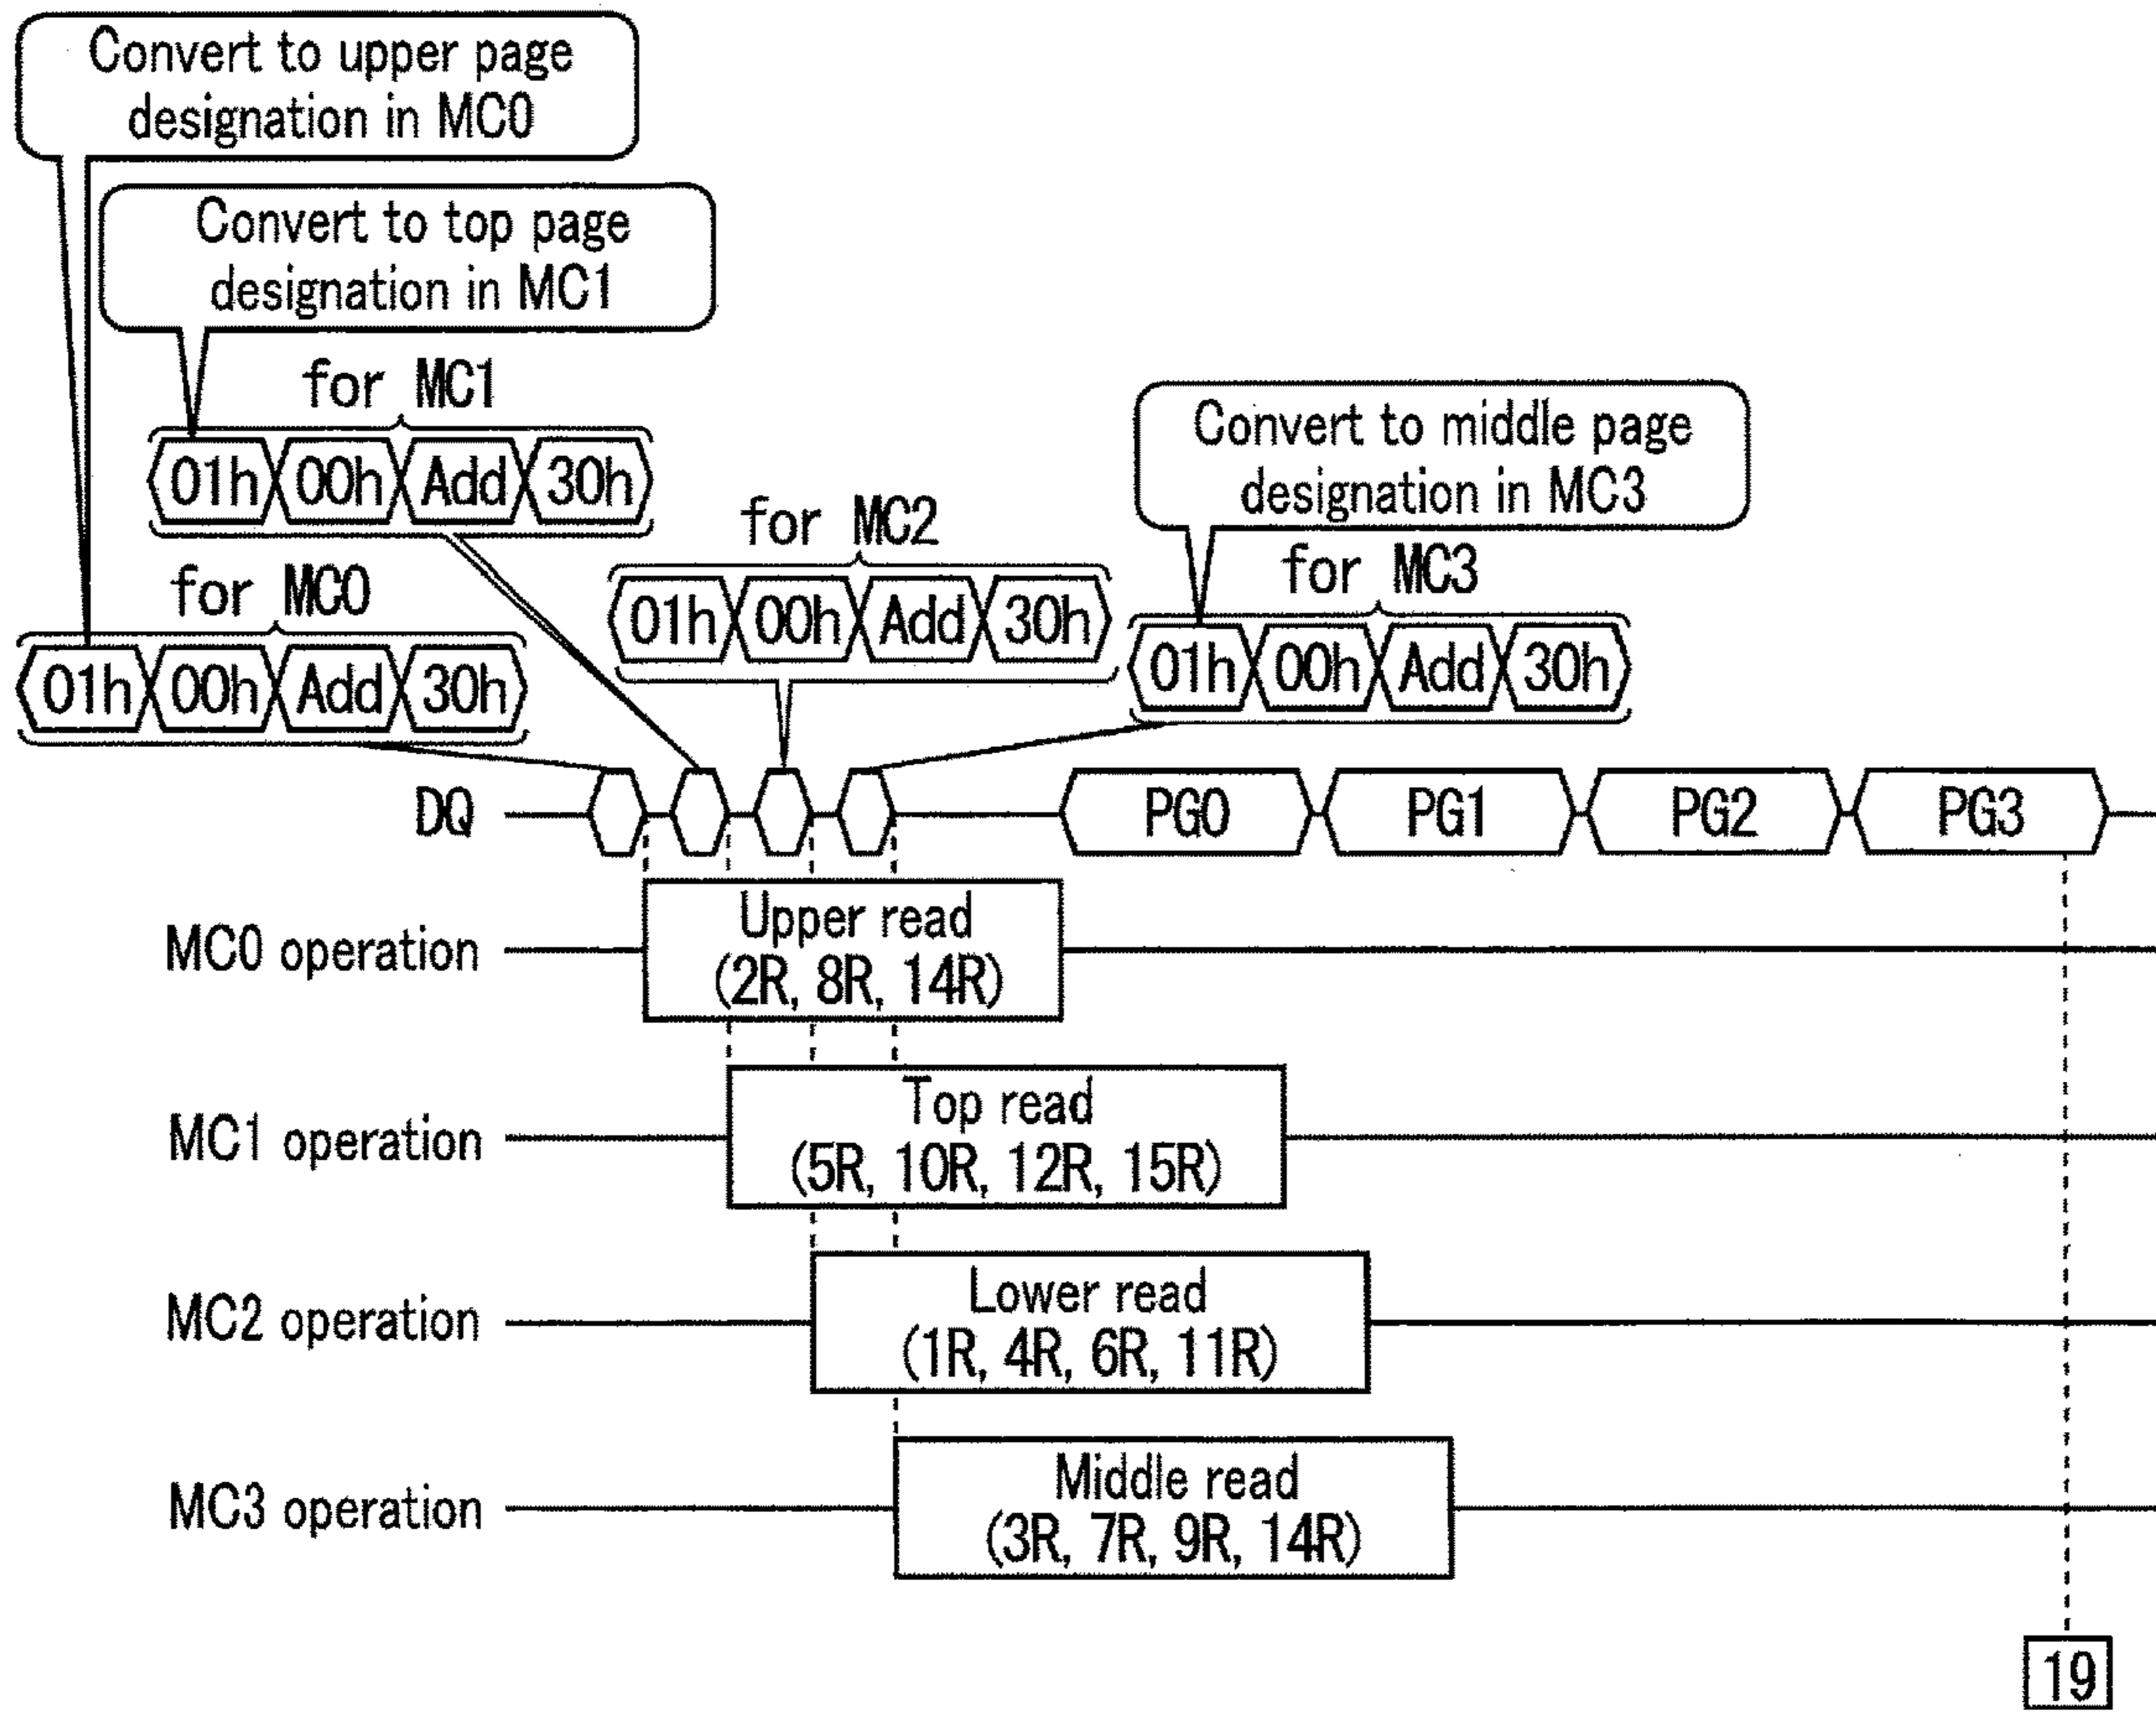 Convert to upper page
designation in MC0
Convert to top page
designation in MC1
for MC1
01h 00h Add 30h
Convert to middle page
designation in MC3
for MC2
01h 00h Add 30h
for MC3
01h 00h Add 30h
for MC0
01h 00h Add 30h
DQ PG0 PG1 PG2 PG3
MC0 operation
Upper read
(2R, 8R, 14R)
MC1 operation
Top read
(5R, 10R, 12R, 15R)
MC2 operation
Lower read
(1R, 4R, 6R, 11R)
MC3 operation
Middle read
(3R, 7R, 9R, 14R)
19